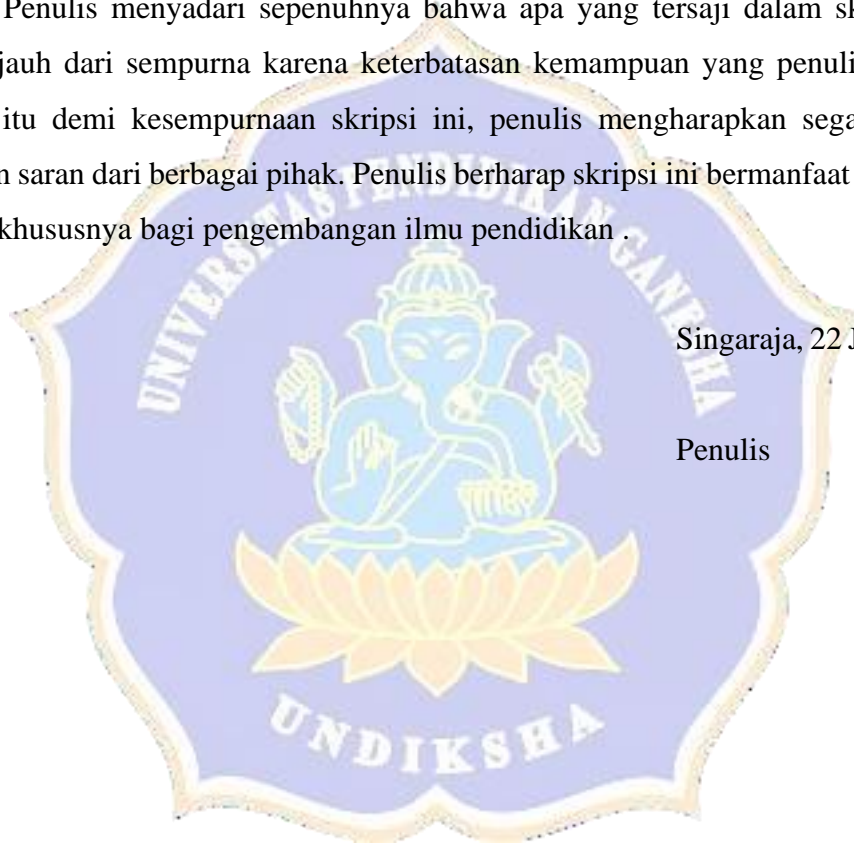 Penulis menyadari sepenuhnya bahwa apa yang tersaji dalam sk
jauh dari sempurna karena keterbatasan kemampuan yang penuli
itu demi kesempurnaan skripsi ini, penulis mengharapkan sega
n saran dari berbagai pihak. Penulis berharap skripsi ini bermanfaat
khususnya bagi pengembangan ilmu pendidikan .
UNIVERSITAS PENDIDIKAN GANESHA
Singaraja, 22 J
Penulis
UNDIKSHA